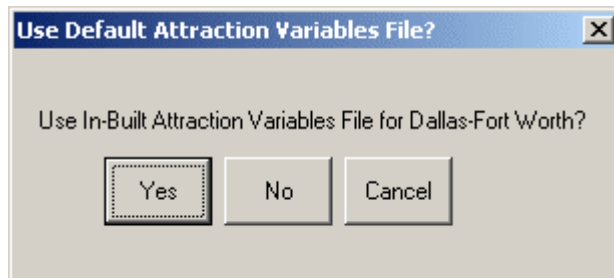 Use Default Attraction Variables File?
Use In-Built Attraction Variables File for Dallas-Fort Worth?
Yes No Cancel